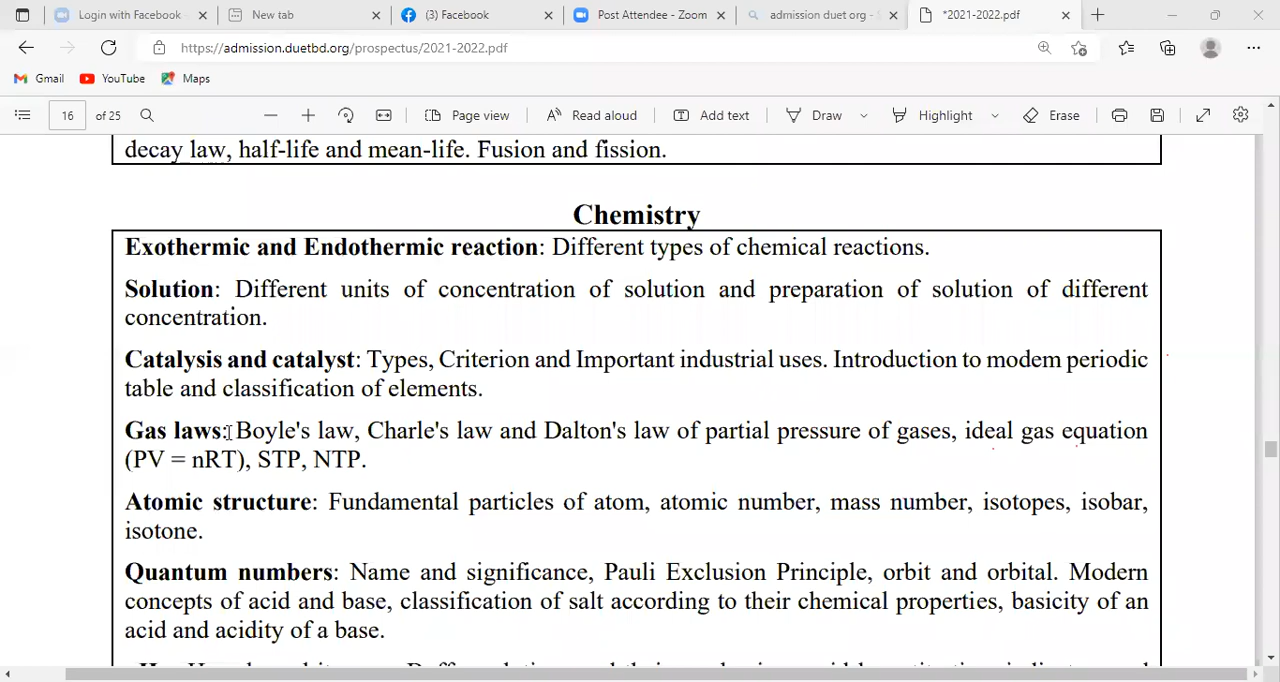 Login with Facebook
New tab
(3) Facebook
Post Attendee - Zoom
admission duet org -
*2021-2022.pdf
https://admission.duetbd.org/prospectus/2021-2022.pdf
Gmail YouTube Maps
16 of 25 Page view Read aloud Add text Draw Highlight Erase
decay law, half-life and mean-life. Fusion and fission.
Chemistry
Exothermic and Endothermic reaction: Different types of chemical reactions.
Solution: Different units of concentration of solution and preparation of solution of different
concentration.
Catalysis and catalyst: Types, Criterion and Important industrial uses. Introduction to modem periodic
table and classification of elements.
Gas laws: Boyle's law, Charle's law and Dalton's law of partial pressure of gases, ideal gas equation
(PV = nRT), STP, NTP.
Atomic structure: Fundamental particles of atom, atomic number, mass number, isotopes, isobar,
isotone.
Quantum numbers: Name and significance, Pauli Exclusion Principle, orbit and orbital. Modern
concepts of acid and base, classification of salt according to their chemical properties, basicity of an
acid and acidity of a base.